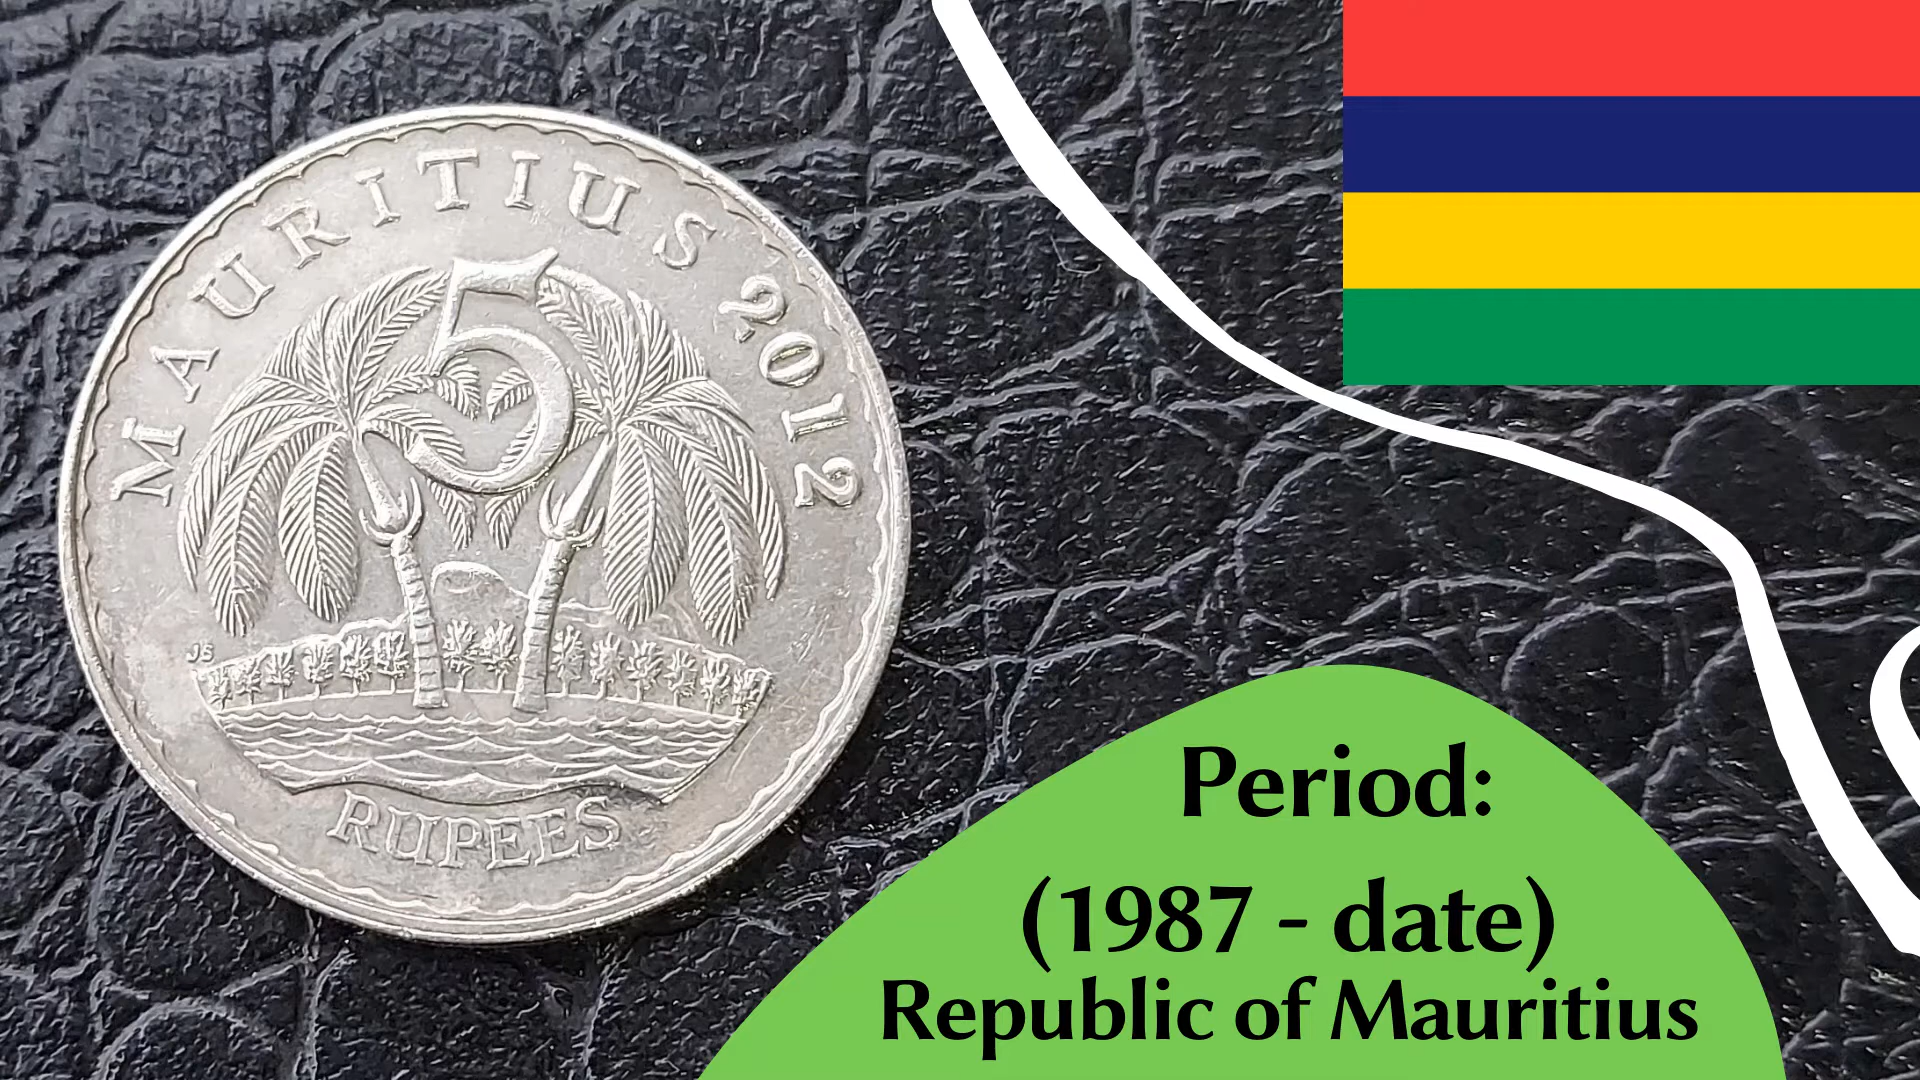 MAURITIUS 2012
5
JS
RUPEES
Period:
(1987 - date)
Republic of Mauritius